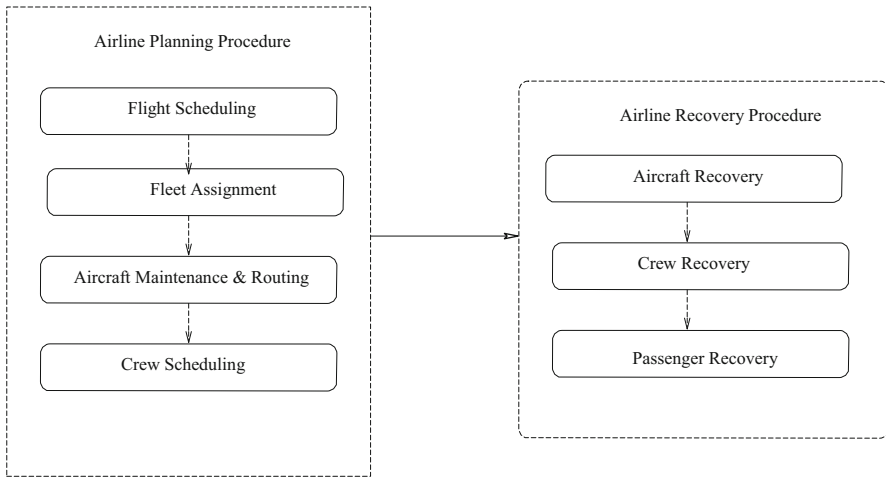 Airline Planning Procedure
Flight Scheduling
Fleet Assignment
Aircraft Maintenance & Routing
Crew Scheduling
Airline Recovery Procedure
Aircraft Recovery
Crew Recovery
Passenger Recovery